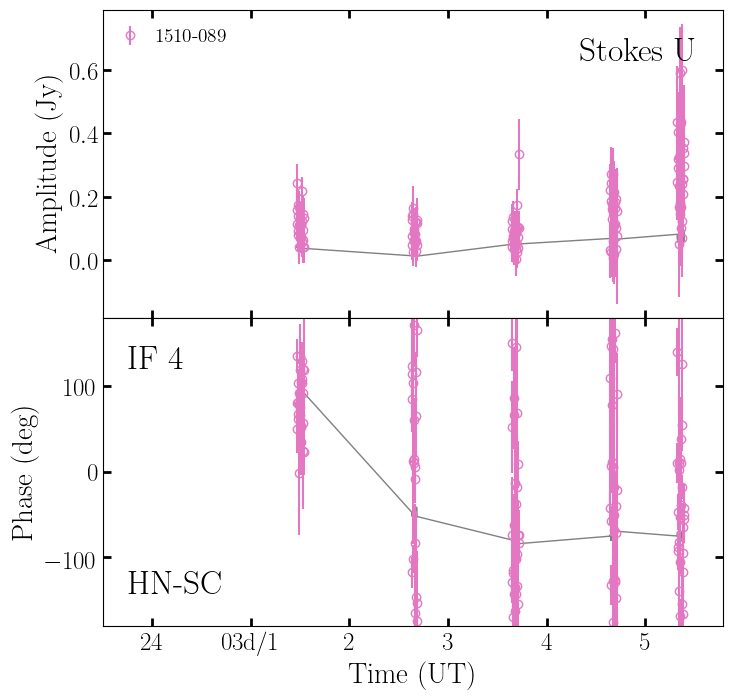 1510-089
Stokes U
0.6
0.4
0.2
0.0
Amplitude (Jy)
IF 4
100
0
−100
Phase (deg)
HN-SC
24 03d/1 2 3 4 5
Time (UT)